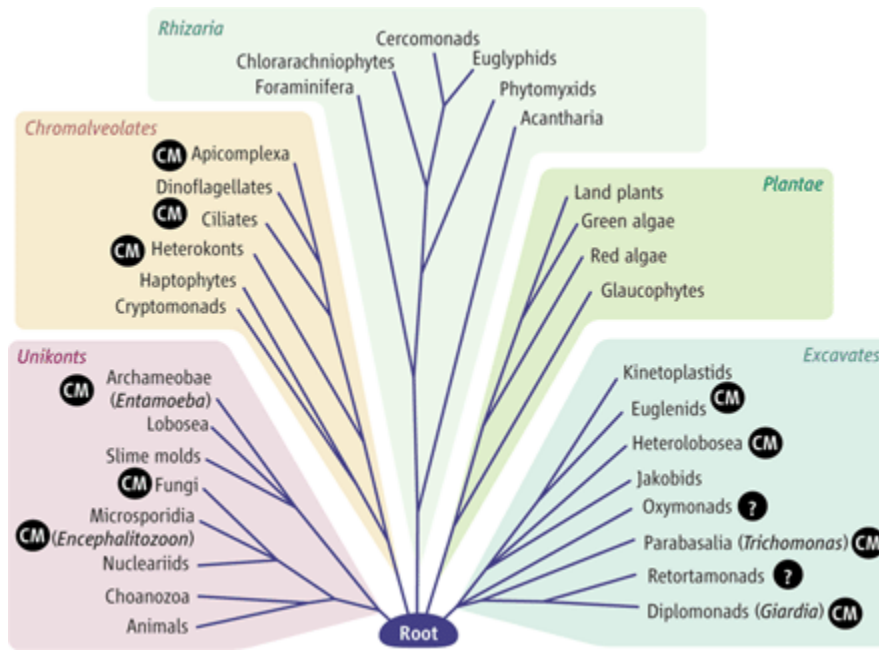 Rhizaria
Cercomonads
Chlorarachniophytes
Euglyphids
Foraminifera
Phytomyxids
Acantharia
Chromalveolates
CM Apicomplexa
Dinoflagellates
CM Ciliates
CM Heterokonts
Haptophytes
Cryptomonads
Plantae
Land plants
Green algae
Red algae
Glaucophytes
Unikonts
CM Archameobae
(Entamoeba)
Lobosea
Slime molds
CM Fungi
Microsporidia
CM (Encephalitozoon)
Nucleariids
Choanozoa
Animals
Excavates
Kinetoplastids
Euglenids CM
Heterolobosea CM
Jakobids
Oxymonads ?
Parabasalia (Trichomonas) CM
Retortamonads ?
Diplomonads (Giardia) CM
Root